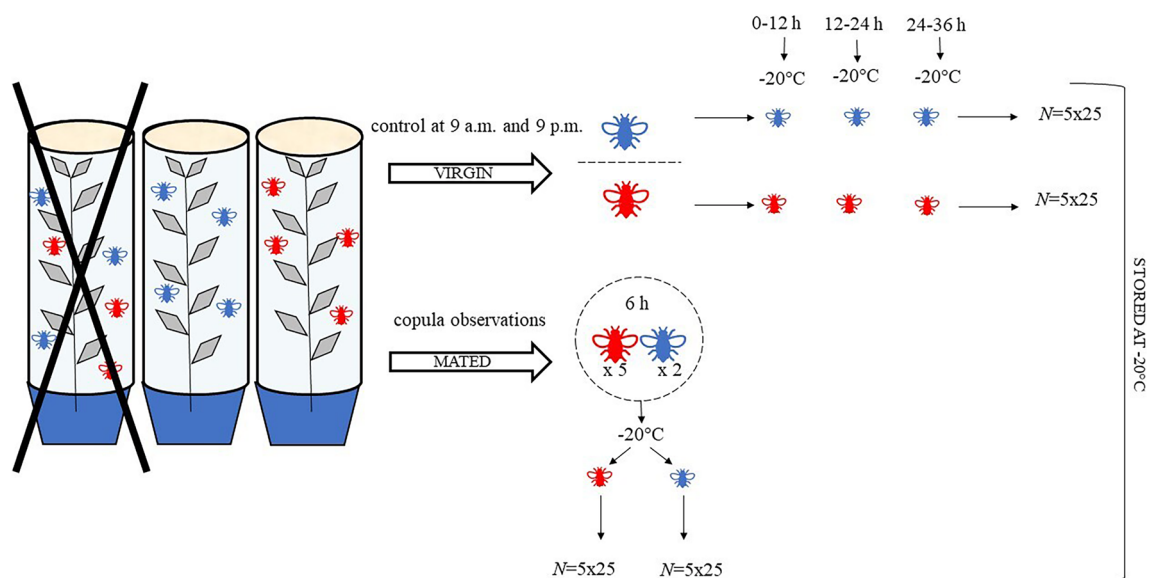 0-12 h 12-24 h 24-36 h
-20°C -20°C -20°C
control at 9 a.m. and 9 p.m.
VIRGIN
N=5x25
N=5x25
copula observations
MATED
6 h
x 5 x 2
-20°C
N=5x25 N=5x25
STORED AT -20°C